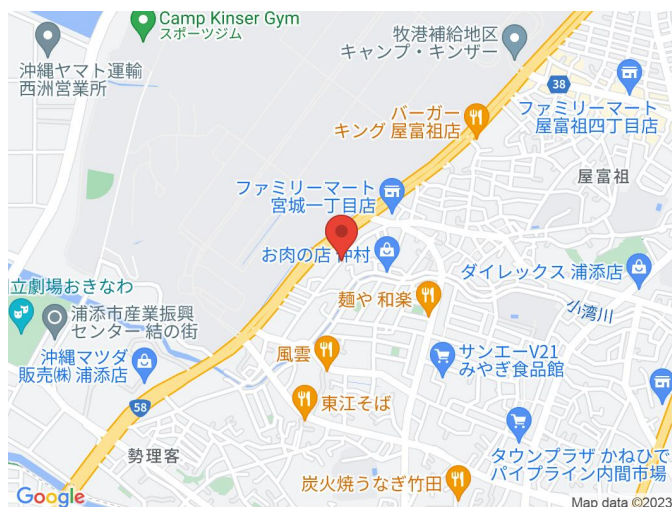 Camp Kinser Gym
スポーツジム
沖縄ヤマト運輸
西洲営業所
牧港補給地区
キャンプ・キンザー
38
ファミリーマート
屋富祖四丁目店
バーガー
キング 屋富祖店
屋富祖
ファミリーマート
宮城一丁目店
お肉の店 仲村
ダイレックス 浦添店
立劇場おきなわ
浦添市産業振興
センター 結の街
麺や 和楽
小湾川
沖縄マツダ
販売㈱ 浦添店
風雲
サンエーV21
みやぎ食品館
58
東江そば
勢理客
タウンプラザ かねひで
パイプライン内間市場
炭火焼うなぎ竹田
Google
Map data ©2023